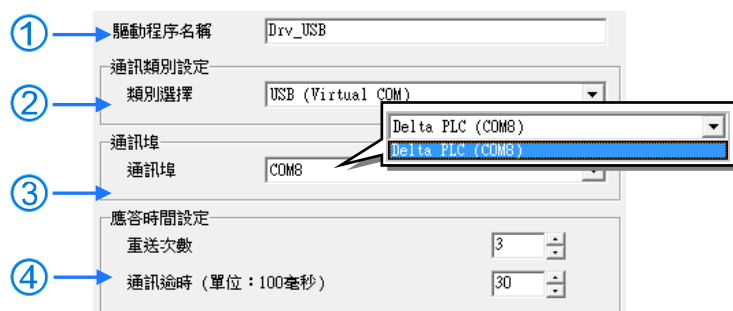 ① 驅動程序名稱 Drv_USB
通訊類別設定
② 類別選擇 USB (Virtual COM)
Delta PLC (COM8)
Delta PLC (COM8)
通訊埠
通訊埠 COM8
③
應答時間設定
重送次數 3
④ 通訊逾時 (單位：100毫秒) 30